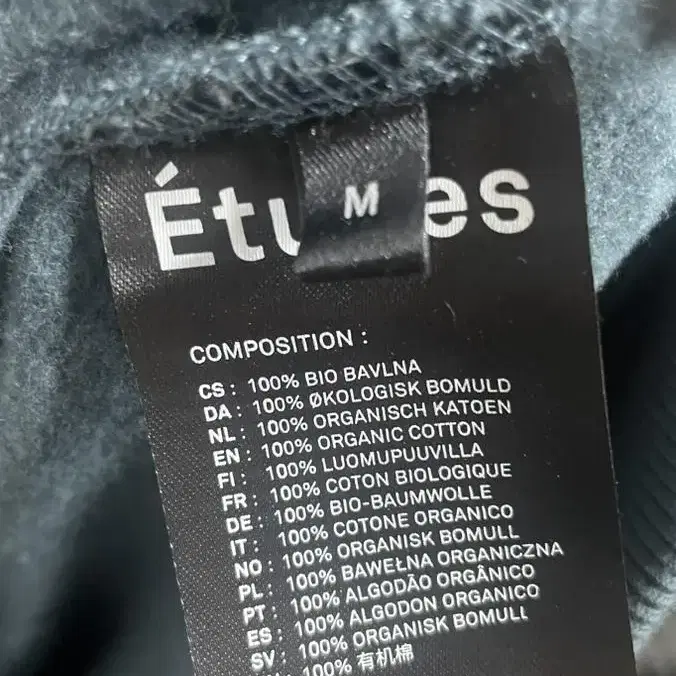 Ét es
M
COMPOSITION :
CS : 100% BIO BAVLNA
DA : 100% ØKOLOGISK BOMULD
NL : 100% ORGANISCH KATOEN
EN : 100% ORGANIC COTTON
FI : 100% LUOMUPUUVILLA
FR : 100% COTON BIOLOGIQUE
DE : 100% BIO-BAUMWOLLE
IT : 100% COTONE ORGANICO
NO : 100% ORGANISK BOMULL
PL : 100% BAWEŁNA ORGANICZNA
PT : 100% ALGODÃO ORGÂNICO
ES : 100% ALGODON ORGANICO
SV : 100% ORGANISK BOMULL
: 100% 有机棉